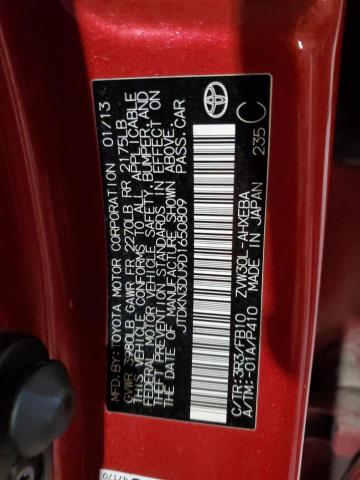 MFD. BY: TOYOTA MOTOR CORPORATION 01/13
GVWR 3980LB GAWR FR 2270LB RR 2175LB
THIS VEHICLE CONFORMS TO ALL APPLICABLE
FEDERAL MOTOR VEHICLE SAFETY, BUMPER, AND
THEFT PREVENTION STANDARDS IN EFFECT ON
THE DATE OF MANUFACTURE SHOWN ABOVE.
JTDKN3DU9D1650809 PASS.CAR
C/TR: 3R3/FB10 ZVW30L-AHXEBA
A/TM: -01A/P410 MADE IN JAPAN
235 C
TOYOTA
47170